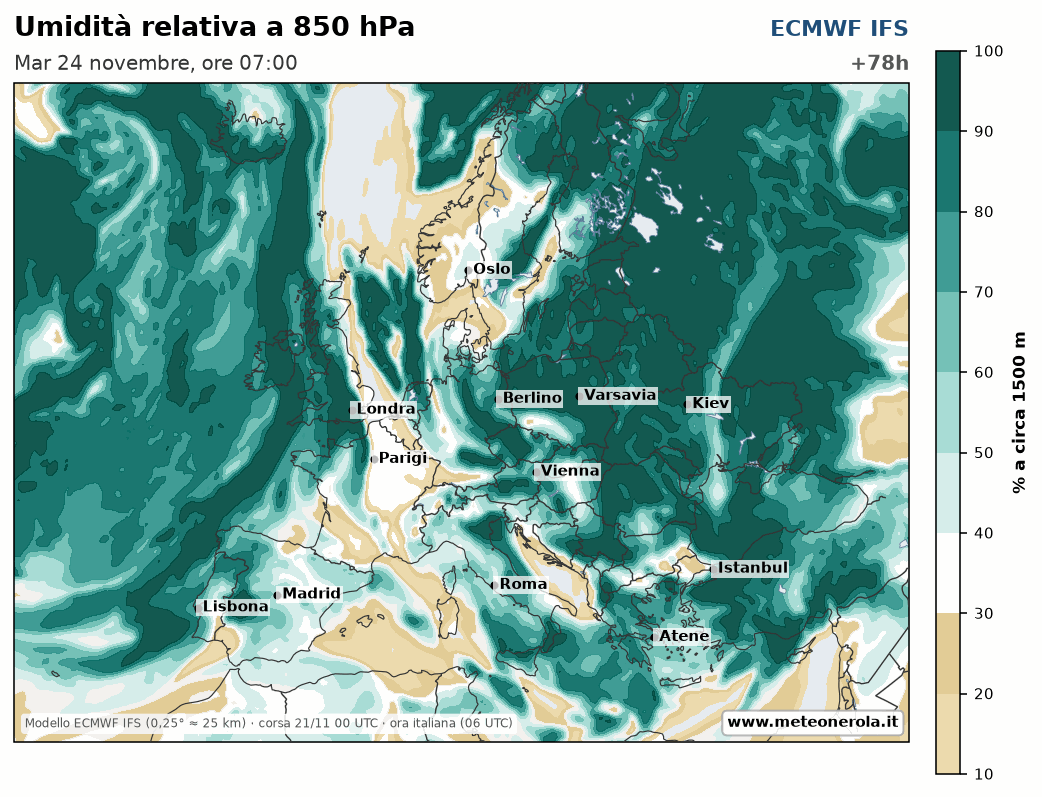 Umidità relativa a 850 hPa
ECMWF IFS
Mar 24 novembre, ore 07:00
+78h
100
90
80
70
60
50
40
30
20
10
% a circa 1500 m
Oslo
Londra
Berlino
Varsavia
Kiev
Parigi
Vienna
Istanbul
Roma
Madrid
Lisbona
Atene
Modello ECMWF IFS (0,25° ≈ 25 km) · corsa 21/11 00 UTC · ora italiana (06 UTC)
www.meteonerola.it